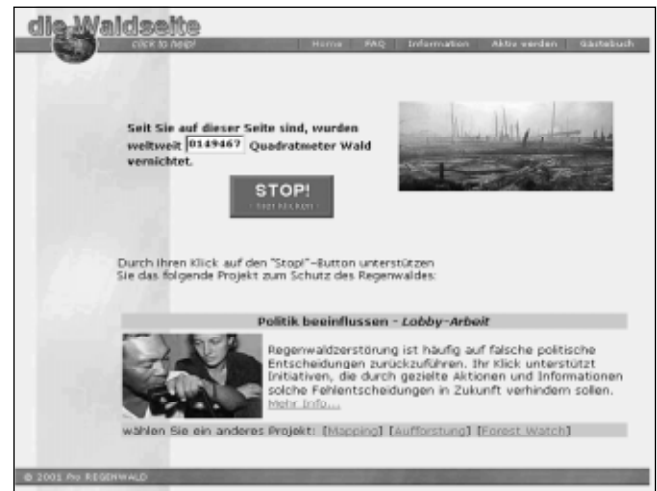 die Waldseite
click to help!
Home FAQ Information Aktiv werden Gästebuch
Seit Sie auf dieser Seite sind, wurden
weltweit 0149467 Quadratmeter Wald
vernichtet.
STOP!
- hier klicken -
Durch Ihren Klick auf den "Stop!"-Button unterstützen
Sie das folgende Projekt zum Schutz des Regenwaldes:
Politik beeinflussen - Lobby-Arbeit
Regenwaldzerstörung ist häufig auf falsche politische
Entscheidungen zurückzuführen. Ihr Klick unterstützt
Initiativen, die durch gezielte Aktionen und Informationen
solche Fehlentscheidungen in Zukunft verhindern sollen.
Mehr Info...
wählen Sie ein anderes Projekt: [Mapping] [Aufforstung] [Forest Watch]
© 2001 Pro REGENWALD